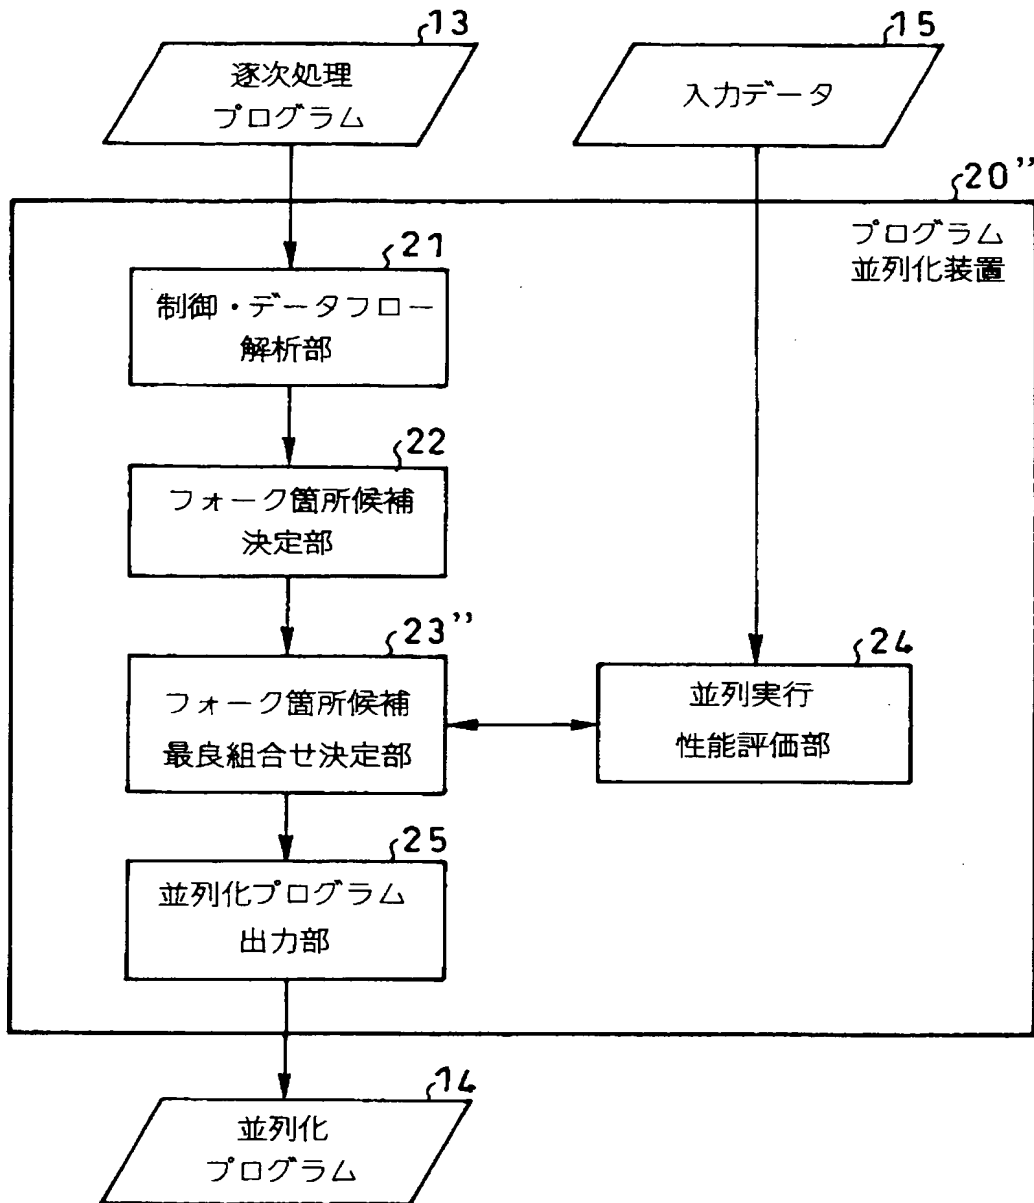 13
逐次処理
プログラム
15
入力データ
20''
プログラム
並列化装置
21
制御・データフロー
解析部
22
フォーク箇所候補
決定部
23''
フォーク箇所候補
最良組合せ決定部
24
並列実行
性能評価部
25
並列化プログラム
出力部
14
並列化
プログラム